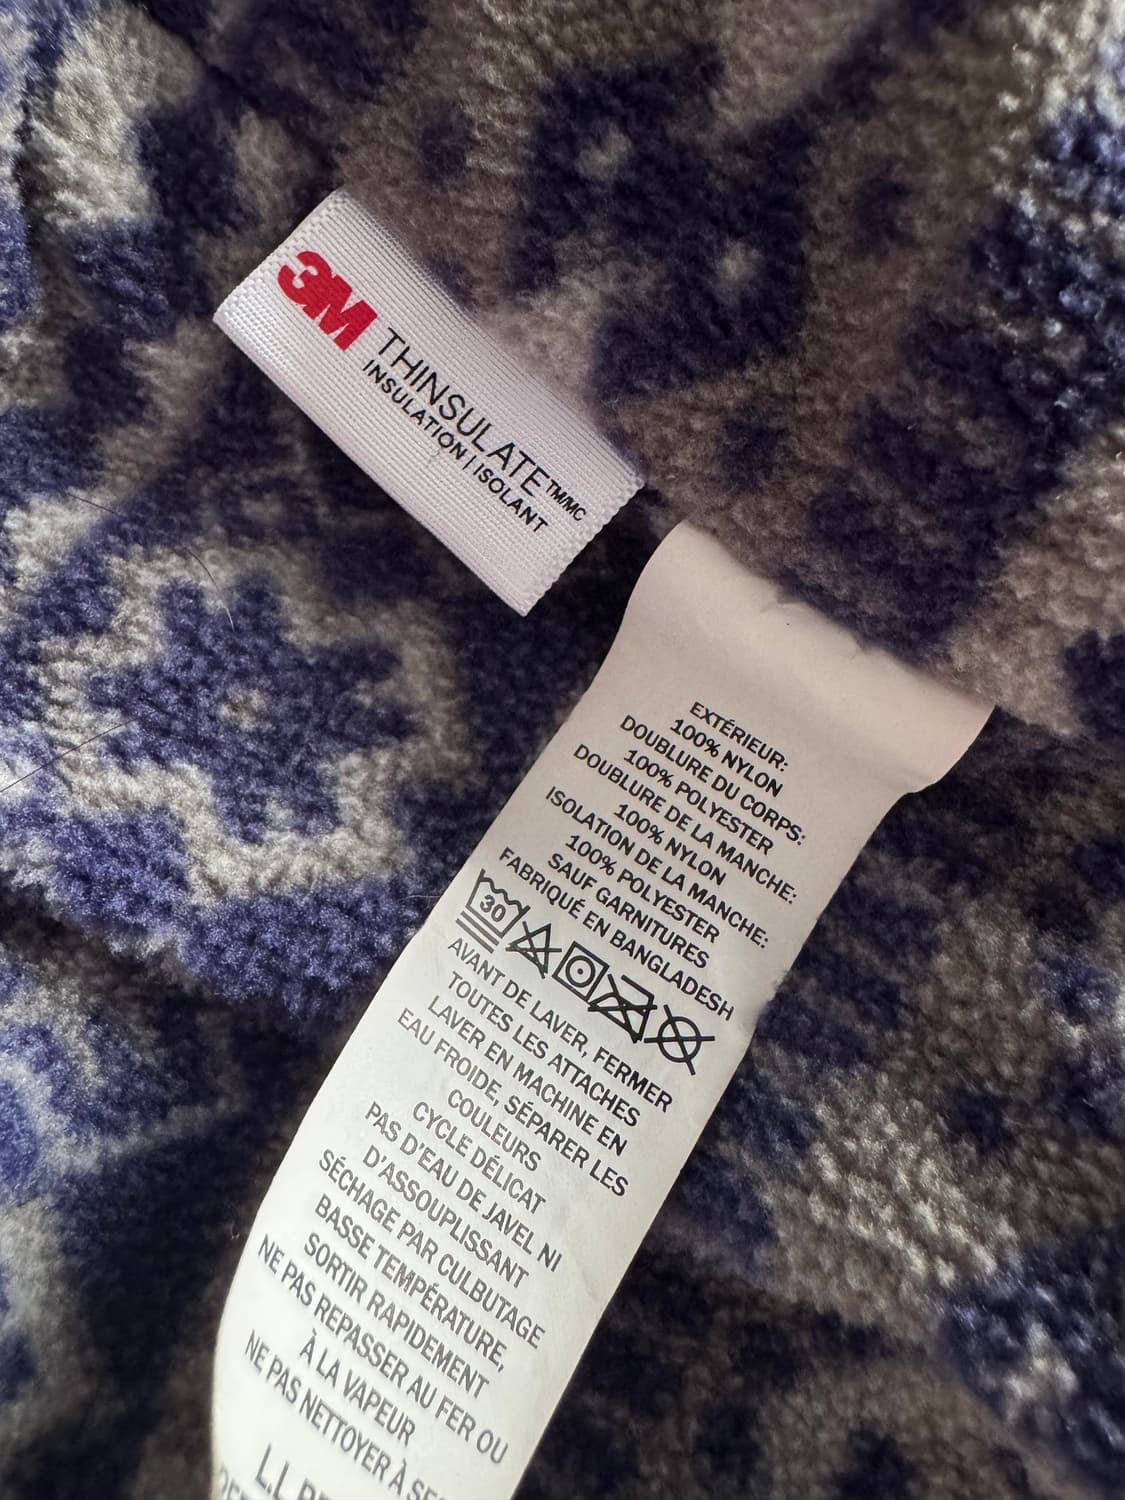 3M THINSULATE™/MC
INSULATION | ISOLANT
EXTÉRIEUR:
100% NYLON
DOUBLURE DU CORPS:
100% POLYESTER
DOUBLURE DE LA MANCHE:
100% NYLON
ISOLATION DE LA MANCHE:
100% POLYESTER
SAUF GARNITURES
FABRIQUÉ EN BANGLADESH
30
AVANT DE LAVER, FERMER
TOUTES LES ATTACHES
LAVER EN MACHINE EN
EAU FROIDE, SÉPARER LES
COULEURS
CYCLE DÉLICAT
PAS D'EAU DE JAVEL NI
D'ASSOUPLISSANT
SÉCHAGE PAR CULBUTAGE
BASSE TEMPÉRATURE,
SORTIR RAPIDEMENT
NE PAS REPASSER AU FER OU
À LA VAPEUR
NE PAS NETTOYER À
L.L.